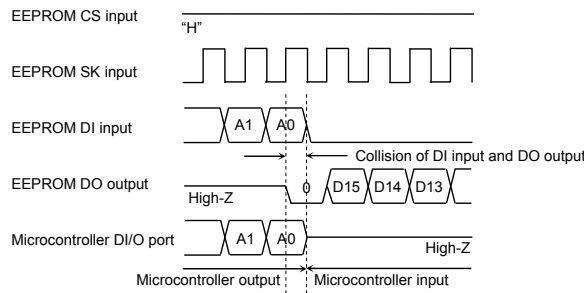 EEPROM CS input
“H”
EEPROM SK input
EEPROM DI input
A1 A0
Collision of DI input and DO output
EEPROM DO output
High-Z
0 D15 D14 D13
Microcontroller DI/O port
A1 A0
High-Z
Microcontroller output Microcontroller input